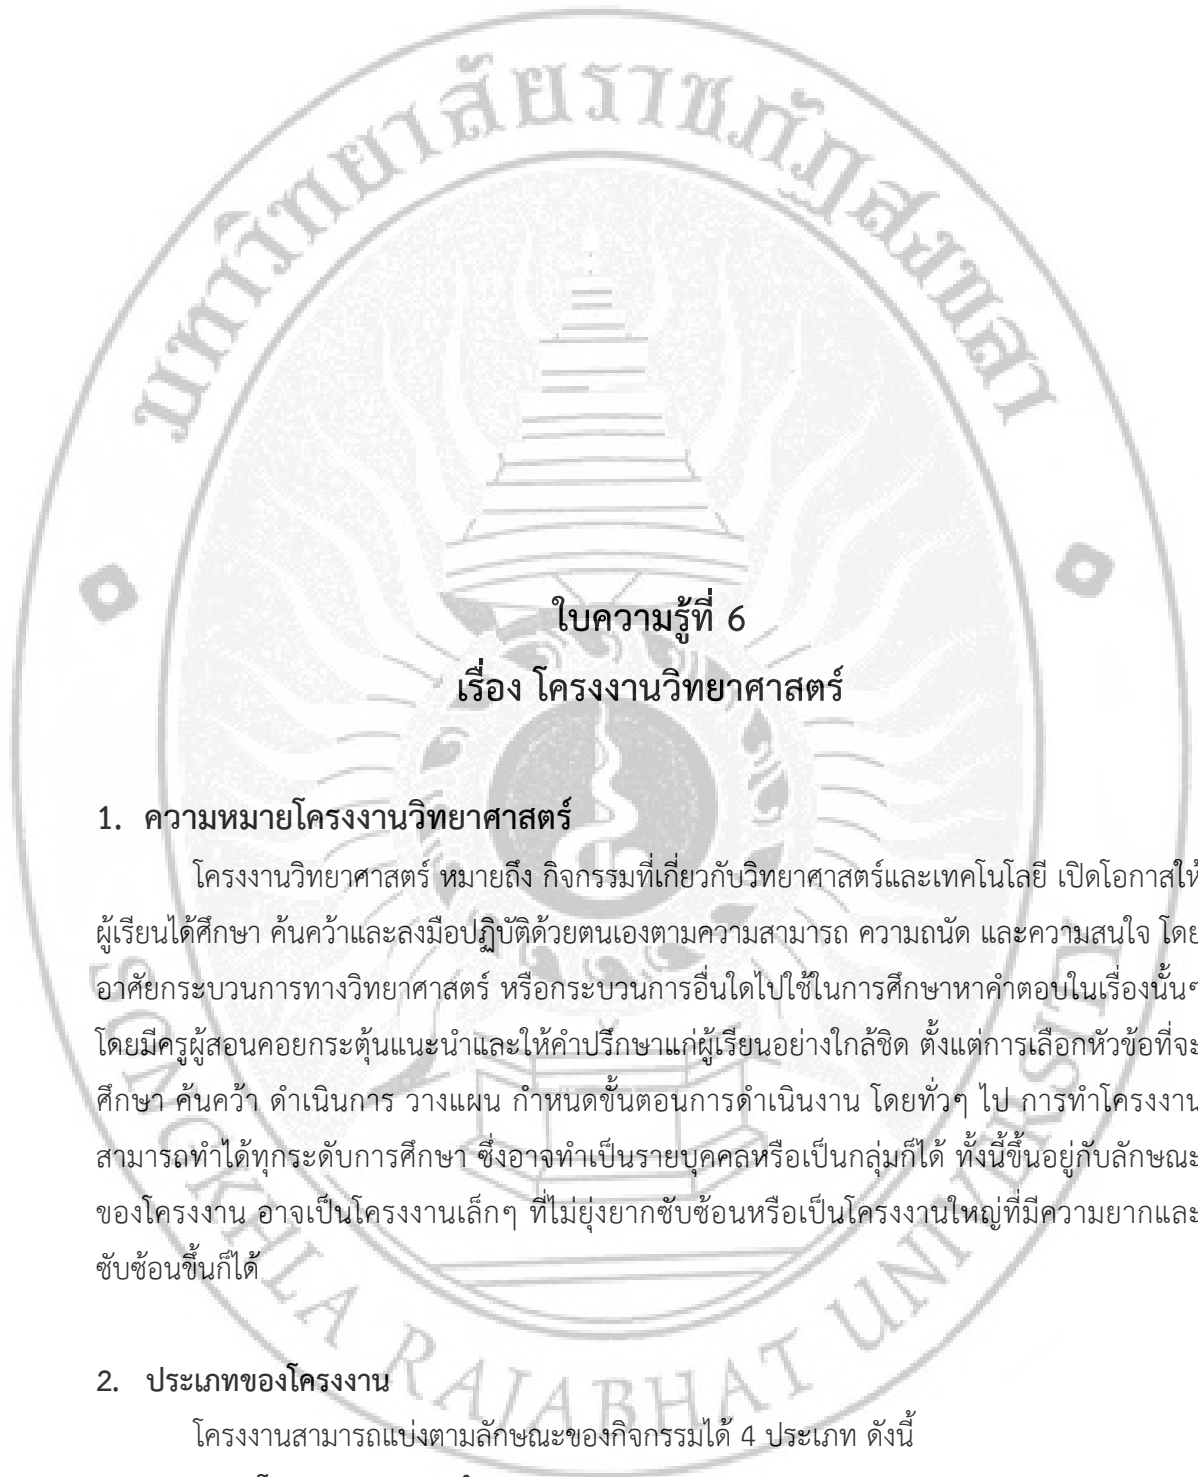 มหาวิทยาลัยราชภัฏสงขลา
ใบความรู้ที่ 6
เรื่อง โครงงานวิทยาศาสตร์
1. ความหมายโครงงานวิทยาศาสตร์
โครงงานวิทยาศาสตร์ หมายถึง กิจกรรมที่เกี่ยวกับวิทยาศาสตร์และเทคโนโลยี เปิดโอกาสให้
ผู้เรียนได้ศึกษา ค้นคว้าและลงมือปฏิบัติด้วยตนเองตามความสามารถ ความถนัด และความสนใจ โดย
อาศัยกระบวนการทางวิทยาศาสตร์ หรือกระบวนการอื่นใดไปใช้ในการศึกษาหาคำตอบในเรื่องนั้นๆ
โดยมีครูผู้สอนคอยกระตุ้นแนะนำและให้คำปรึกษาแก่ผู้เรียนอย่างใกล้ชิด ตั้งแต่การเลือกหัวข้อที่จะ
ศึกษา ค้นคว้า ดำเนินการ วางแผน กำหนดขั้นตอนการดำเนินงาน โดยทั่วๆ ไป การทำโครงงาน
สามารถทำได้ทุกระดับการศึกษา ซึ่งอาจทำเป็นรายบุคคลหรือเป็นกลุ่มก็ได้ ทั้งนี้ขึ้นอยู่กับลักษณะ
ของโครงงาน อาจเป็นโครงงานเล็กๆ ที่ไม่ยุ่งยากซับซ้อนหรือเป็นโครงงานใหญ่ที่มีความยากและ
ซับซ้อนขึ้นก็ได้
2. ประเภทของโครงงาน
โครงงานสามารถแบ่งตามลักษณะของกิจกรรมได้ 4 ประเภท ดังนี้
SONGKHLA RAJABHAT UNIVERSITY